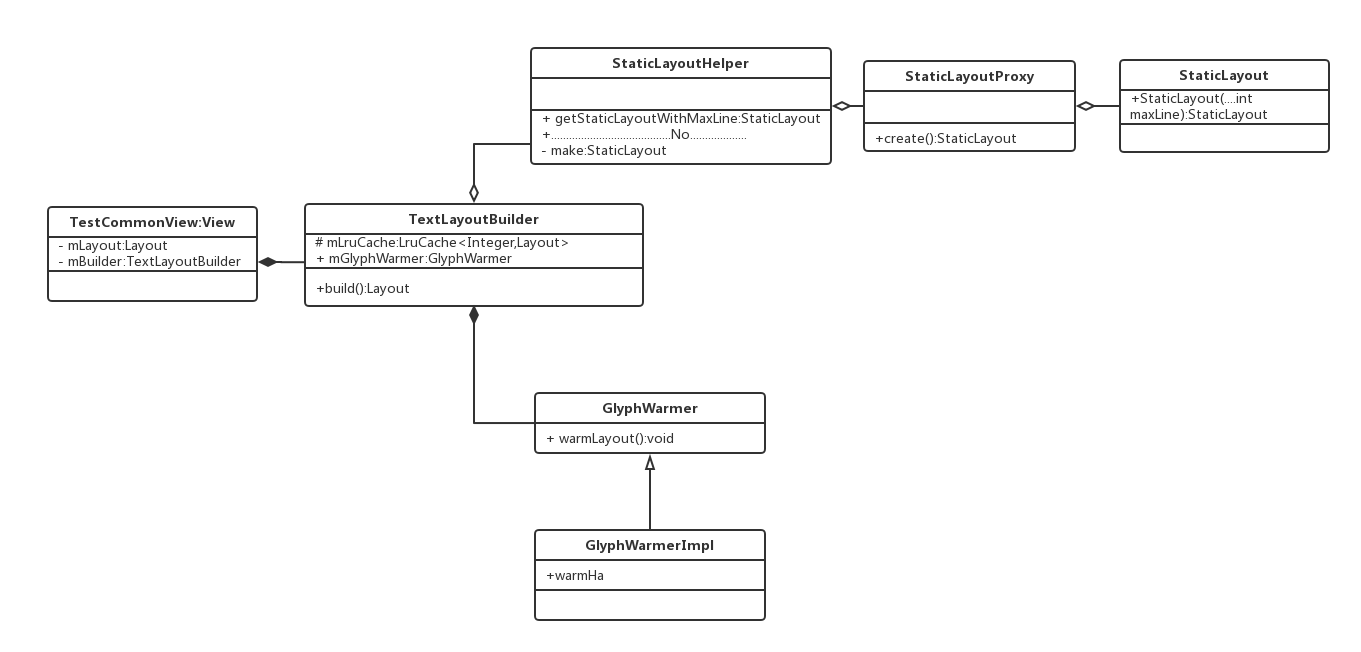 StaticLayoutHelper
+ getStaticLayoutWithMaxLine:StaticLayout
+........................................No...................
- make:StaticLayout
StaticLayoutProxy
+create():StaticLayout
StaticLayout
+StaticLayout(....int
maxLine):StaticLayout
TestCommonView:View
- mLayout:Layout
- mBuilder:TextLayoutBuilder
TextLayoutBuilder
# mLruCache:LruCache<Integer,Layout>
+ mGlyphWarmer:GlyphWarmer
+build():Layout
GlyphWarmer
+ warmLayout():void
GlyphWarmerImpl
+warmHa